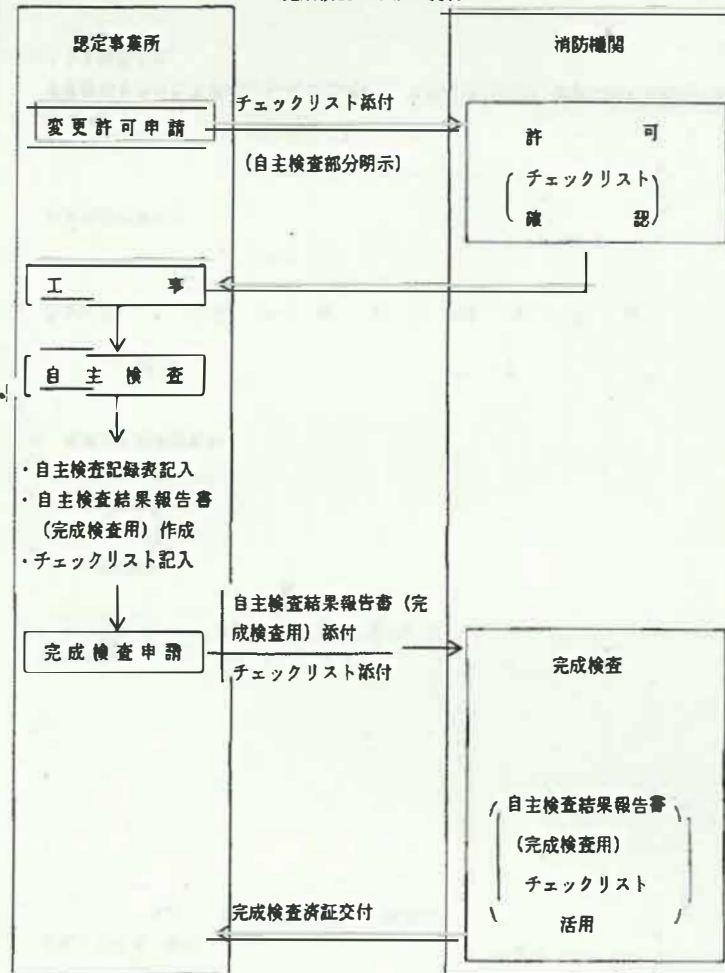 認定事業所
消防機関
チェックリスト添付
変更許可申請
(自主検査部分明示)
許可
チェックリスト
確認
工事
自主検査
・自主検査記録表記入
・自主検査結果報告書
(完成検査用)作成
・チェックリスト記入
自主検査結果報告書(完
成検査用)添付
完成検査申請
チェックリスト添付
完成検査
自主検査結果報告書
(完成検査用)
チェックリスト
活用
完成検査済証交付